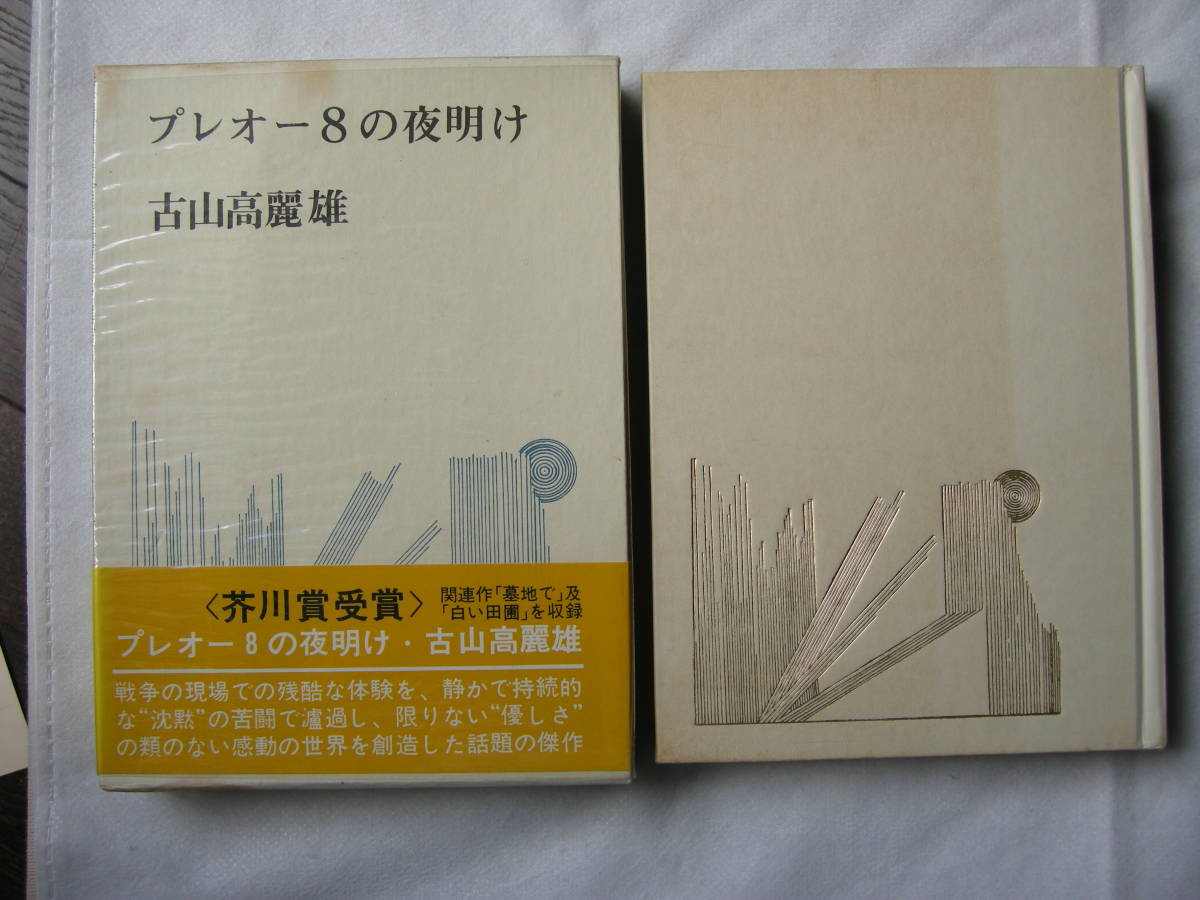 プレオー8の夜明け
古山高麗雄
〈芥川賞受賞〉
関連作「墓地で」及
「白い田圃」を収録
プレオー8の夜明け・古山高麗雄
戦争の現場での残酷な体験を、静かで持続的
な“沈黙”の苦闘で濾過し、限りない“優しさ”
の類のない感動の世界を創造した話題の傑作